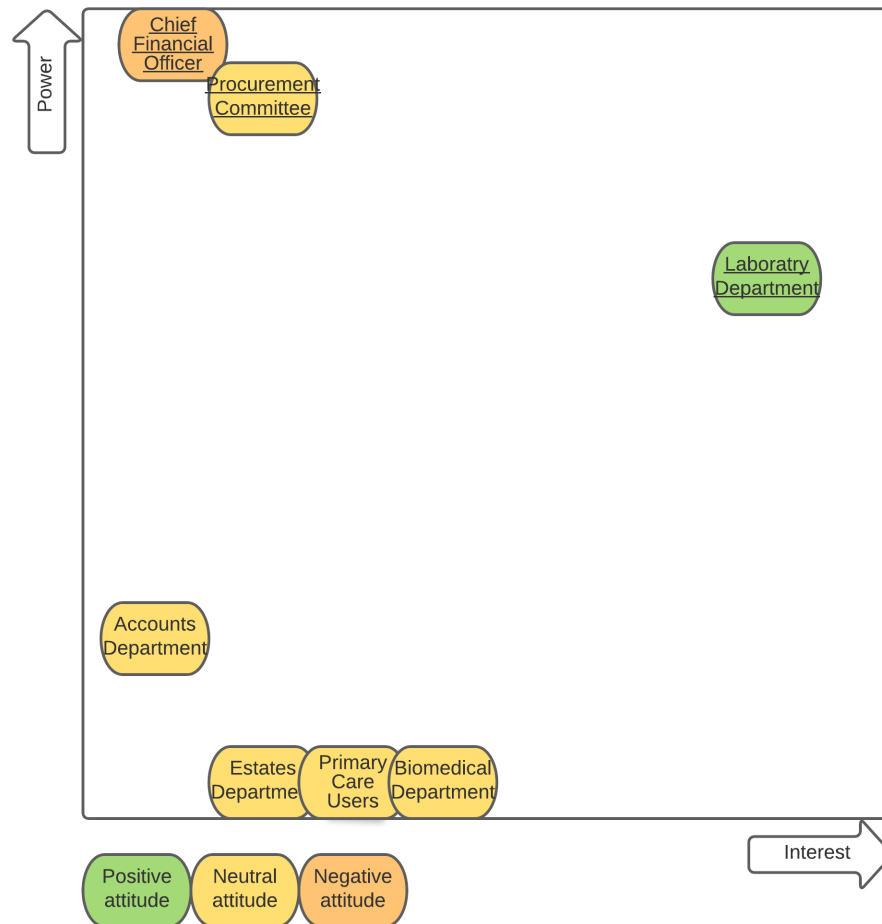 Power
Chief
Financial
Officer
Procurement
Committee
Laboratry
Department
Accounts
Department
Estates
Departme
Primary
Care
Users
Biomedical
Department
Interest
Positive
attitude
Neutral
attitude
Negative
attitude